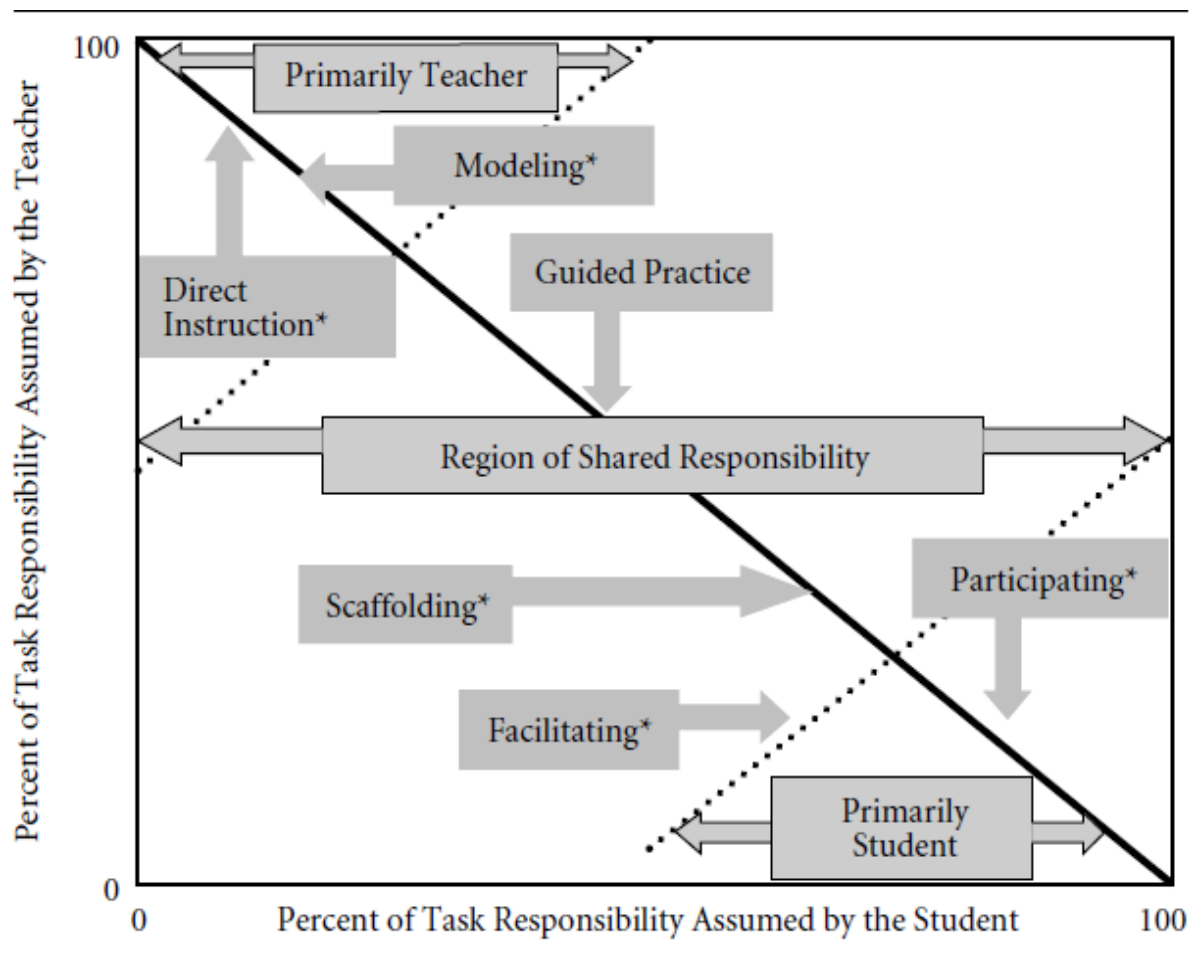 Percent of Task Responsibility Assumed by the Teacher
100
Primarily Teacher
Modeling*
Guided Practice
Direct
Instruction*
Region of Shared Responsibility
Participating*
Scaffolding*
Facilitating*
Primarily
Student
0
0
Percent of Task Responsibility Assumed by the Student
100